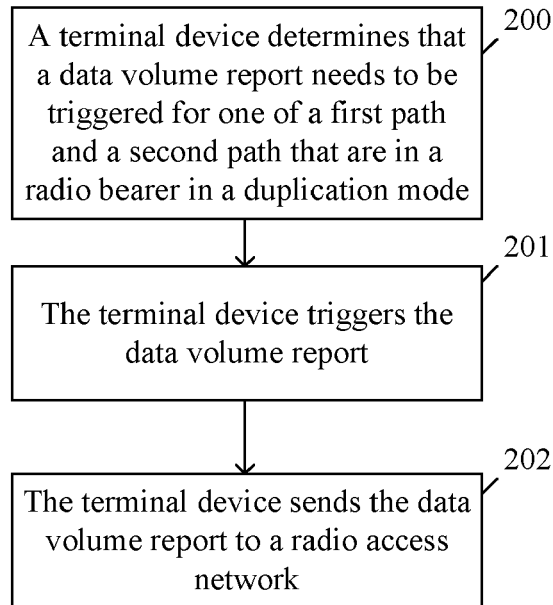 200
A terminal device determines that
a data volume report needs to be
triggered for one of a first path
and a second path that are in a
radio bearer in a duplication mode
201
The terminal device triggers the
data volume report
202
The terminal device sends the data
volume report to a radio access
network